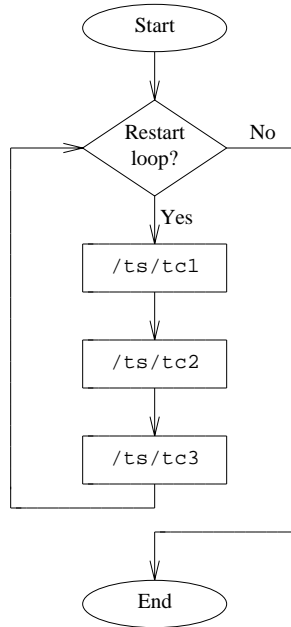 Start
Restart
loop?
No
Yes
/ts/tc1
/ts/tc2
/ts/tc3
End